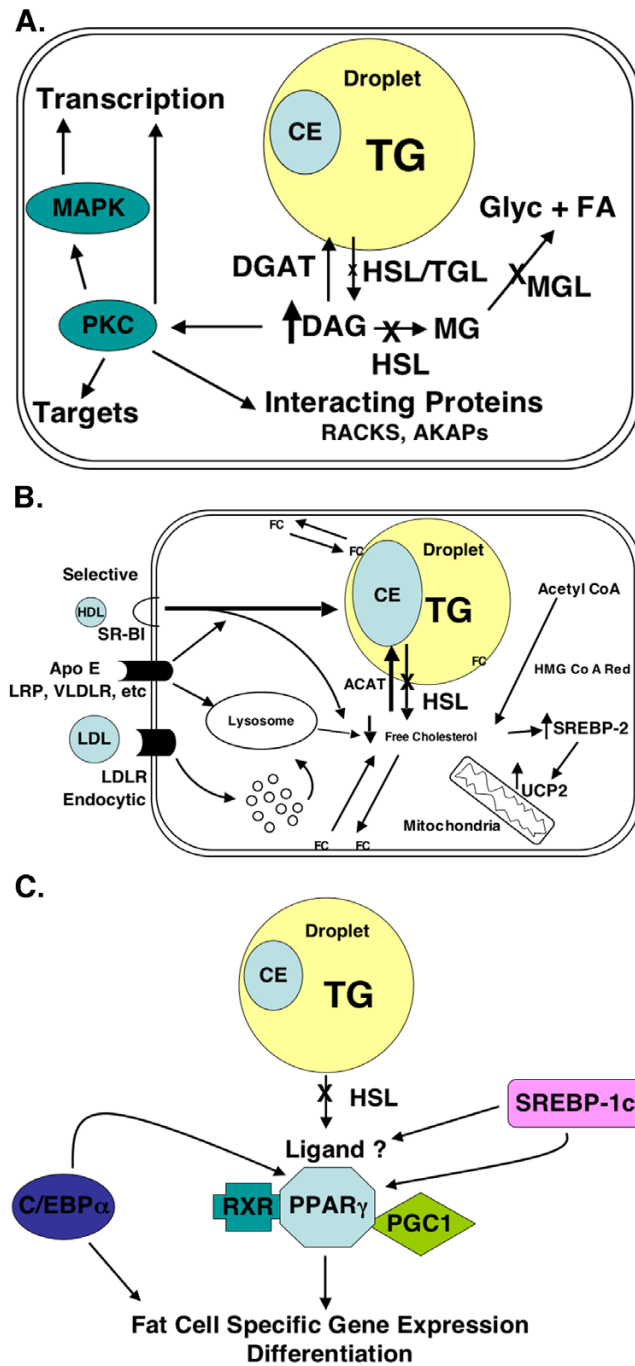 A.
Droplet
CE
TG
Transcription
MAPK
PKC
Targets
DGAT
X HSL/TGL
Glyc + FA
X MGL
DAG
X
MG
HSL
Interacting Proteins
RACKS, AKAPs
B.
FC
FC
Droplet
CE
TG
FC
Selective
HDL
SR-BI
Apo E
LRP, VLDLR, etc
LDL
LDLR
Endocytic
Lysosome
ACAT
X
HSL
Free Cholesterol
Acetyl CoA
HMG Co A Red
SREBP-2
UCP2
Mitochondria
FC
FC
C.
Droplet
CE
TG
X
HSL
SREBP-1c
Ligand ?
C/EBPα
RXR
PPARγ
PGC1
Fat Cell Specific Gene Expression
Differentiation